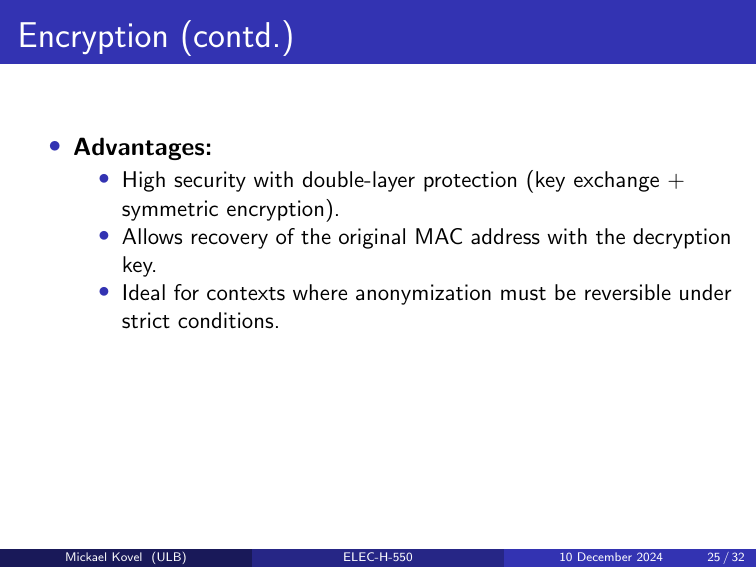 Encryption (contd.)
• Advantages:
• High security with double-layer protection (key exchange +
symmetric encryption).
• Allows recovery of the original MAC address with the decryption
key.
• Ideal for contexts where anonymization must be reversible under
strict conditions.
Mickael Kovel (ULB) ELEC-H-550 10 December 2024 25 / 32